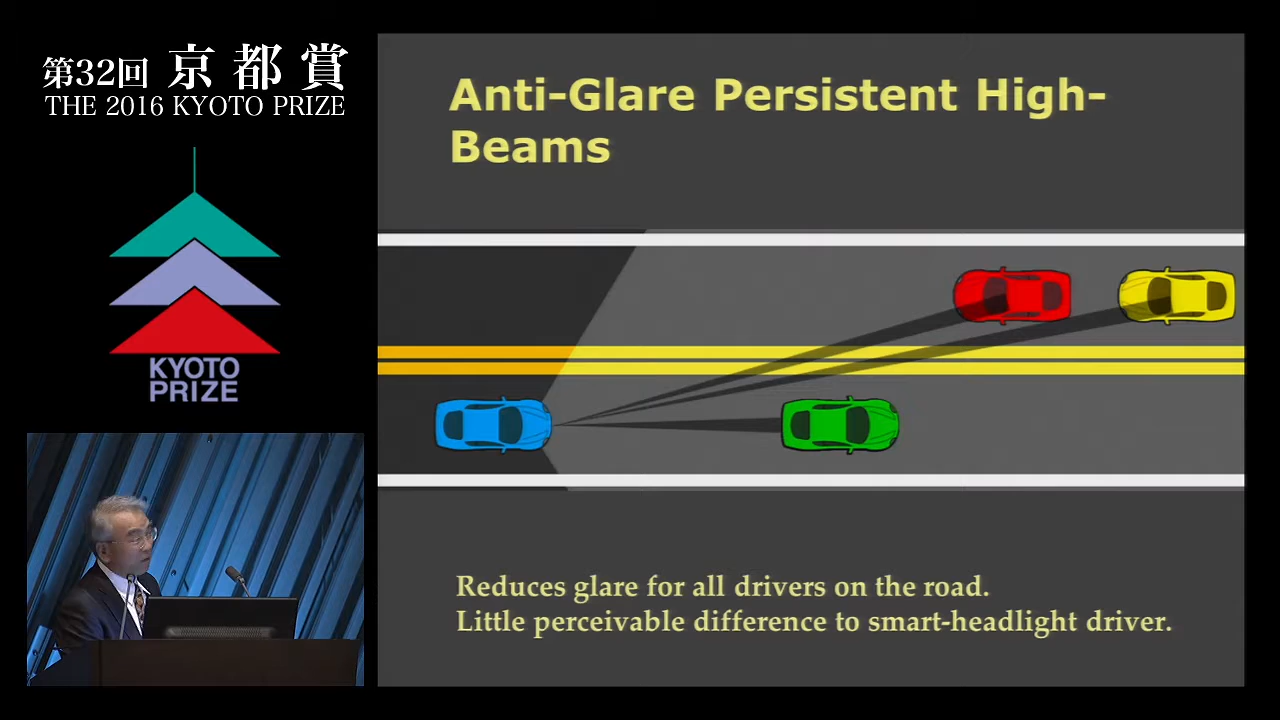 第32回 京都賞
THE 2016 KYOTO PRIZE
KYOTO
PRIZE
Anti-Glare Persistent High-
Beams
Reduces glare for all drivers on the road.
Little perceivable difference to smart-headlight driver.